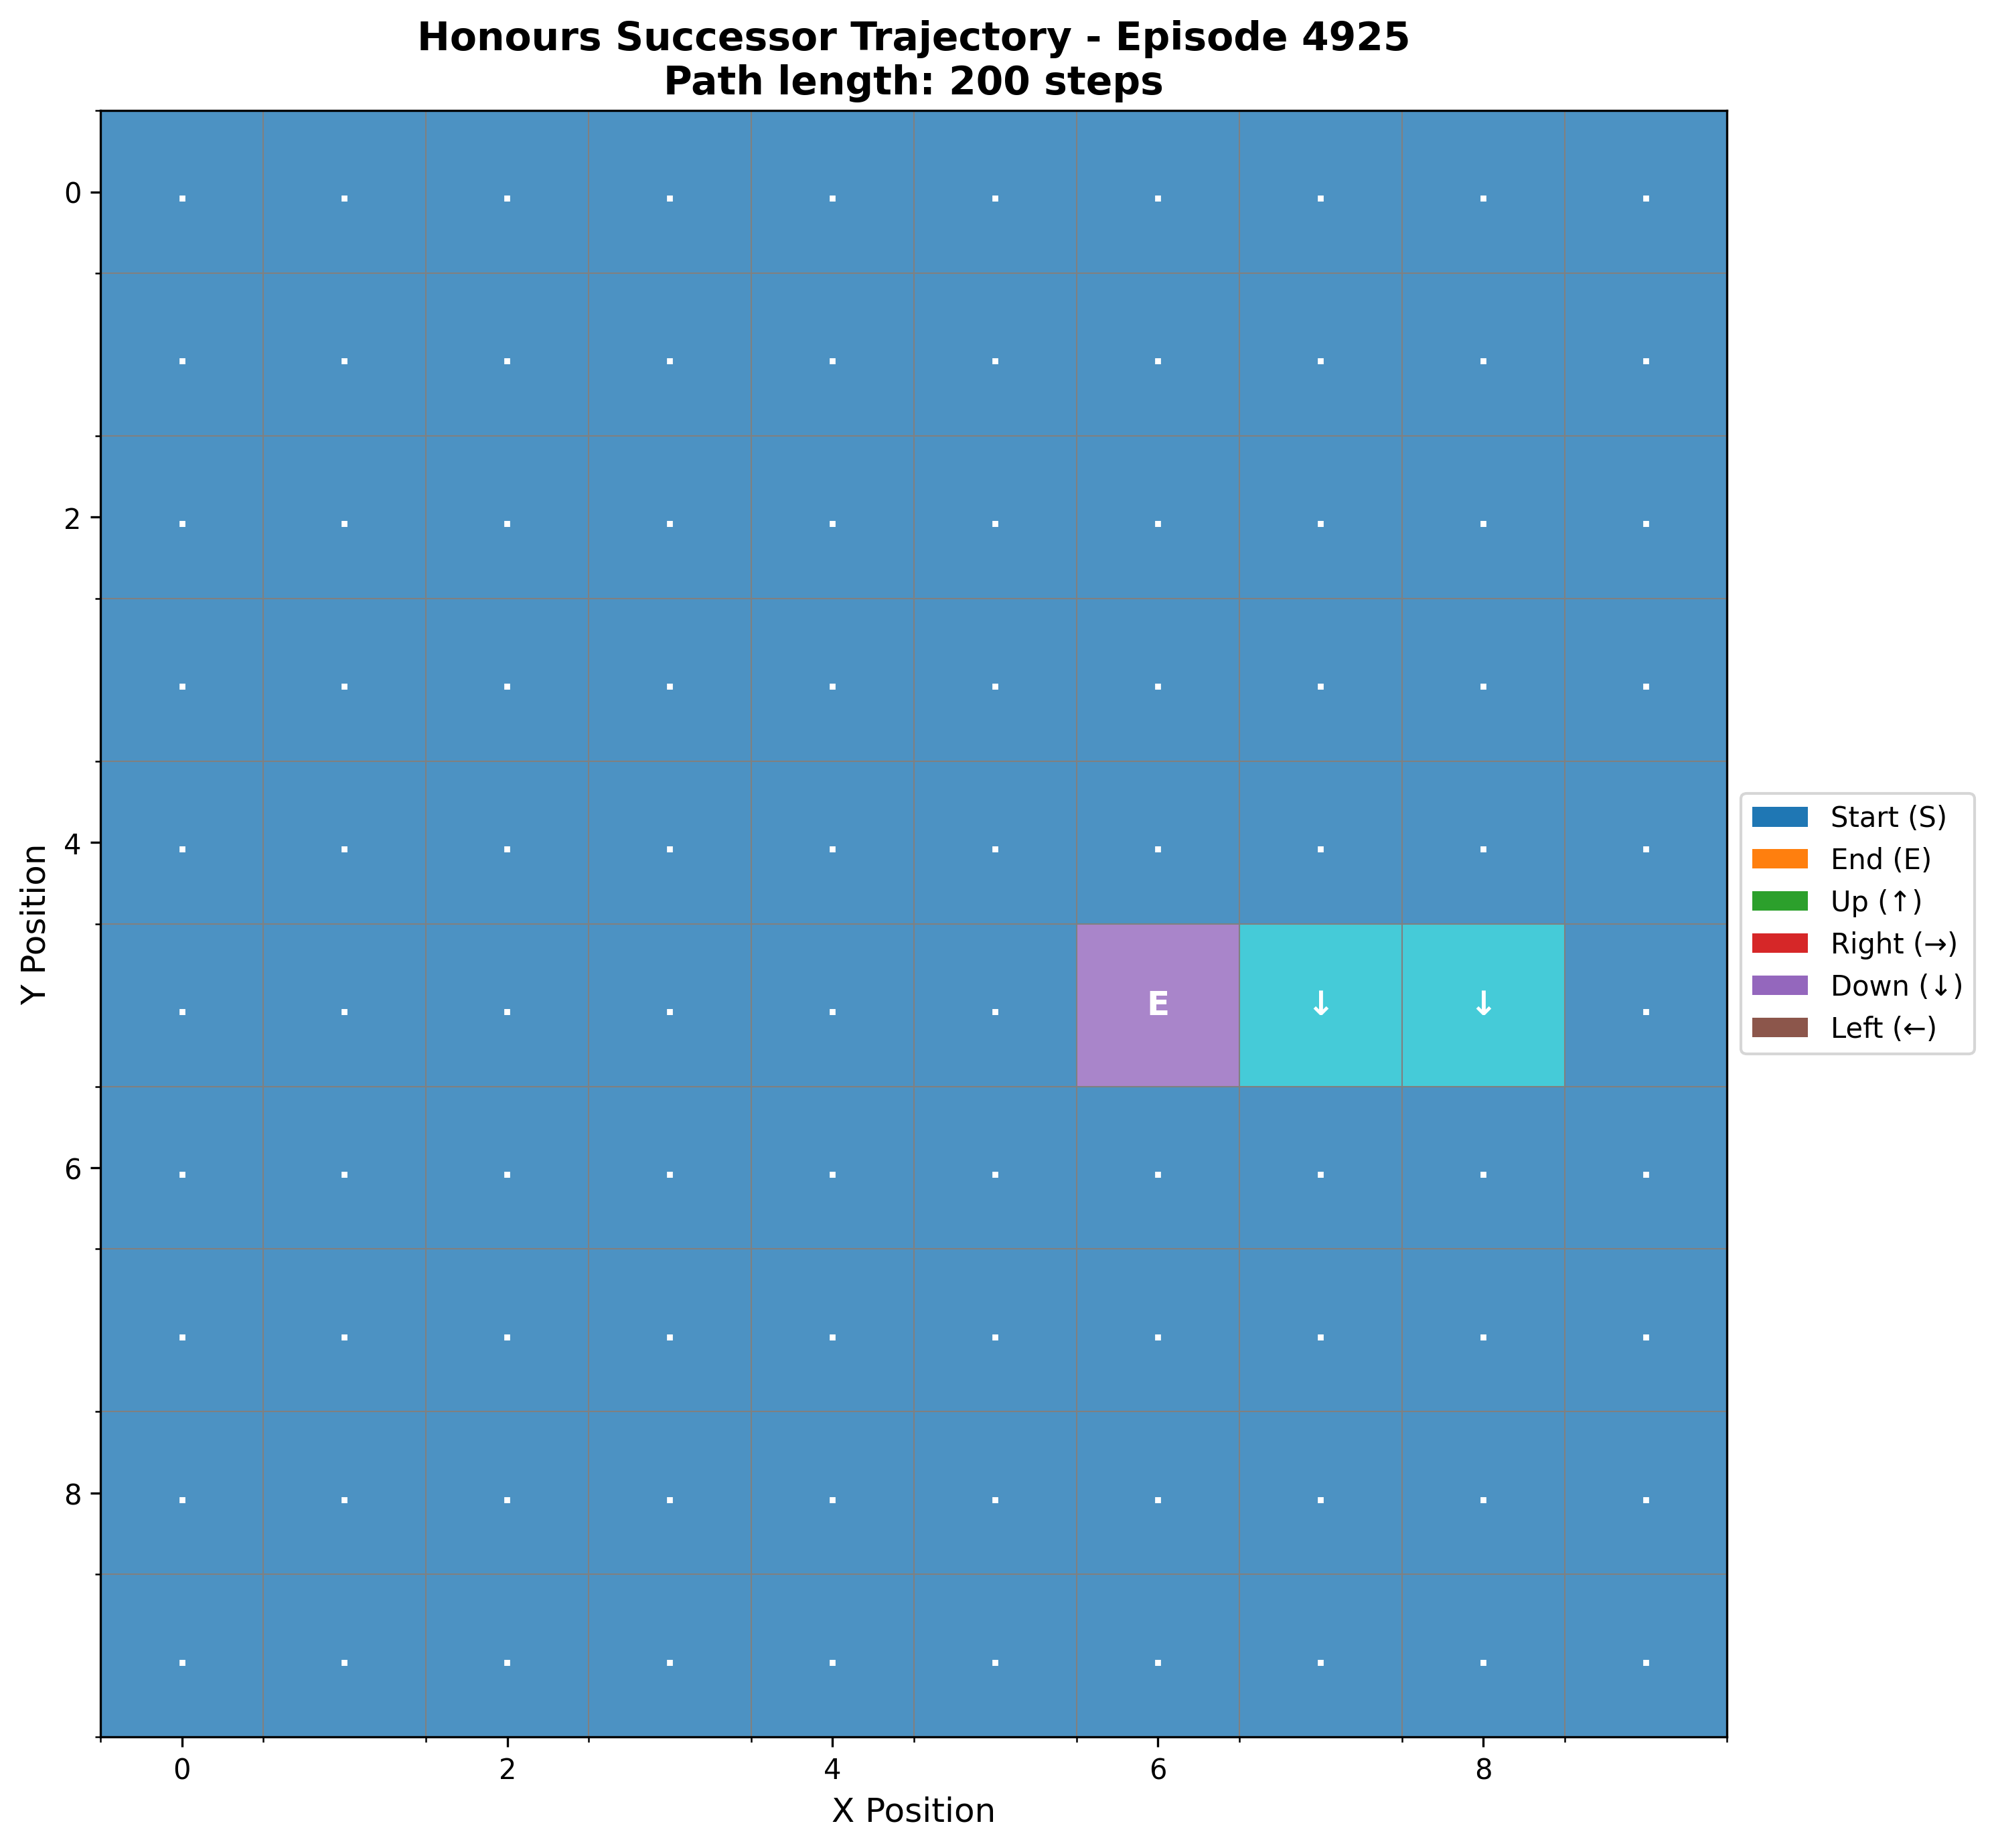 Honours Successor Trajectory - Episode 4925
Path length: 200 steps
Y Position
0
2
4
6
8
E ↓ ↓
0 2 4 6 8
X Position
Start (S)
End (E)
Up (↑)
Right (→)
Down (↓)
Left (←)